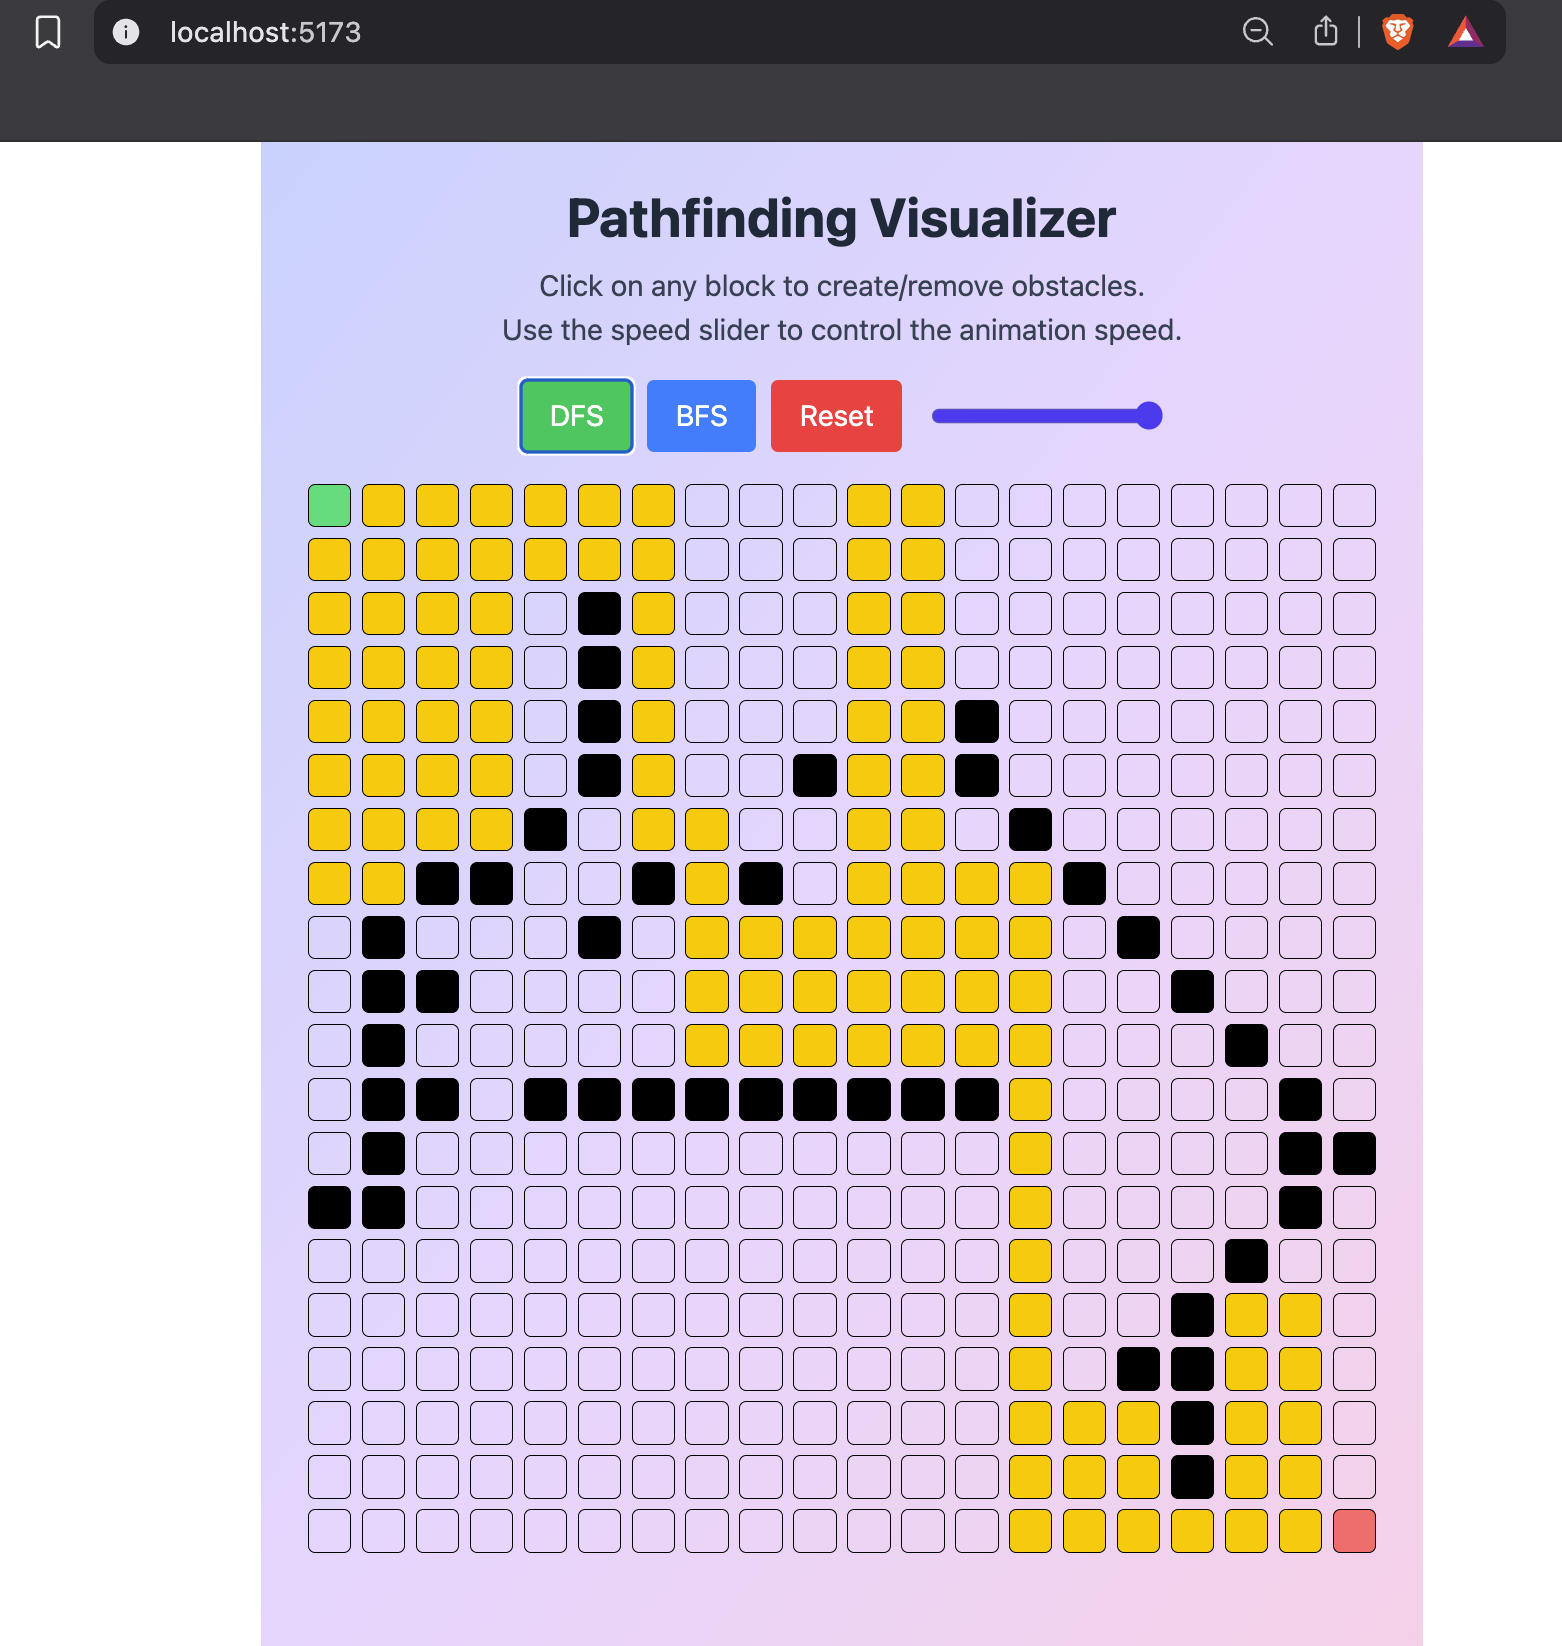 localhost:5173
Pathfinding Visualizer
Click on any block to create/remove obstacles.
Use the speed slider to control the animation speed.
DFS BFS Reset